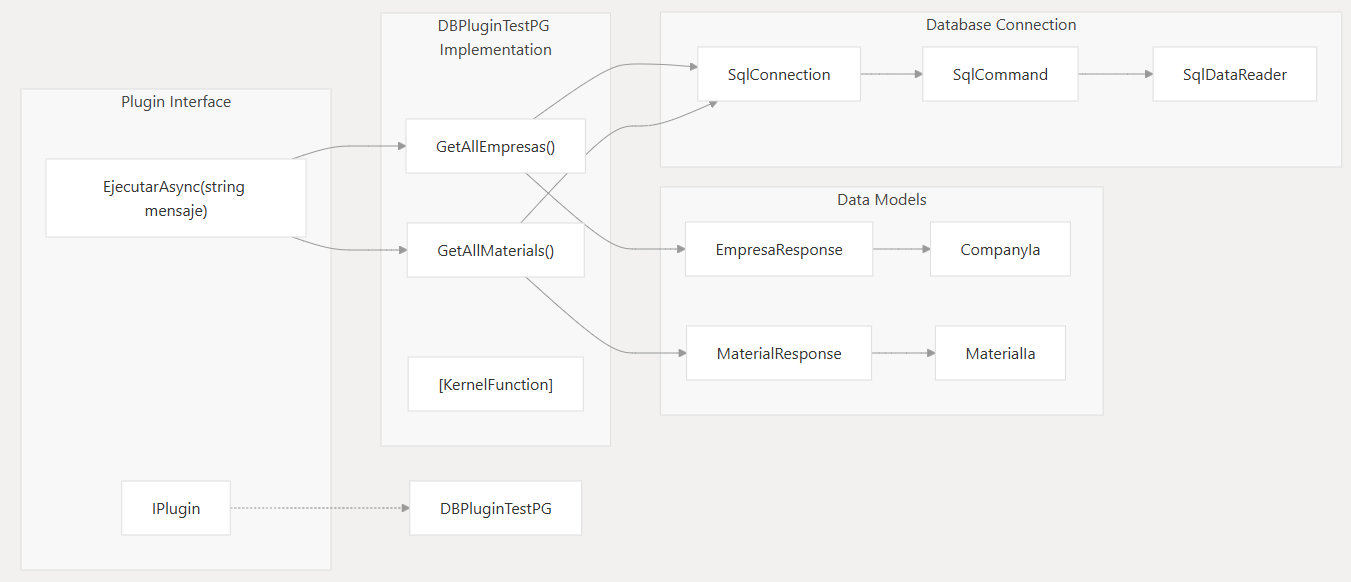 Plugin Interface
EjecutarAsync(string
mensaje)
IPlugin
DBPluginTestPG
Implementation
GetAllEmpresas()
GetAllMaterials()
[KernelFunction]
DBPluginTestPG
Database Connection
SqlConnection
SqlCommand
SqlDataReader
Data Models
EmpresaResponse
CompanyIa
MaterialResponse
MaterialIa